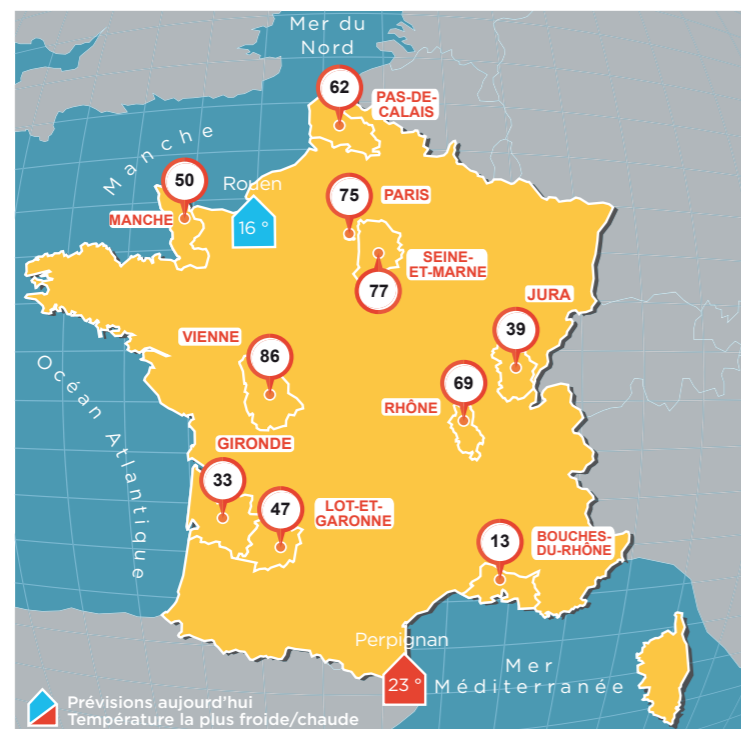 Mer du
Nord
62
PAS-DE-
CALAIS
Manche
50
MANCHE
Rouen
16 °
75
PARIS
SEINE-
ET-MARNE
77
JURA
39
VIENNE
86
69
RHÔNE
Océan Atlantique
GIRONDE
33
47
LOT-ET-
GARONNE
13
BOUCHES-
DU-RHÔNE
Perpignan
23 °
Mer
Méditerranée
Prévisions aujourd'hui
Température la plus froide/chaude